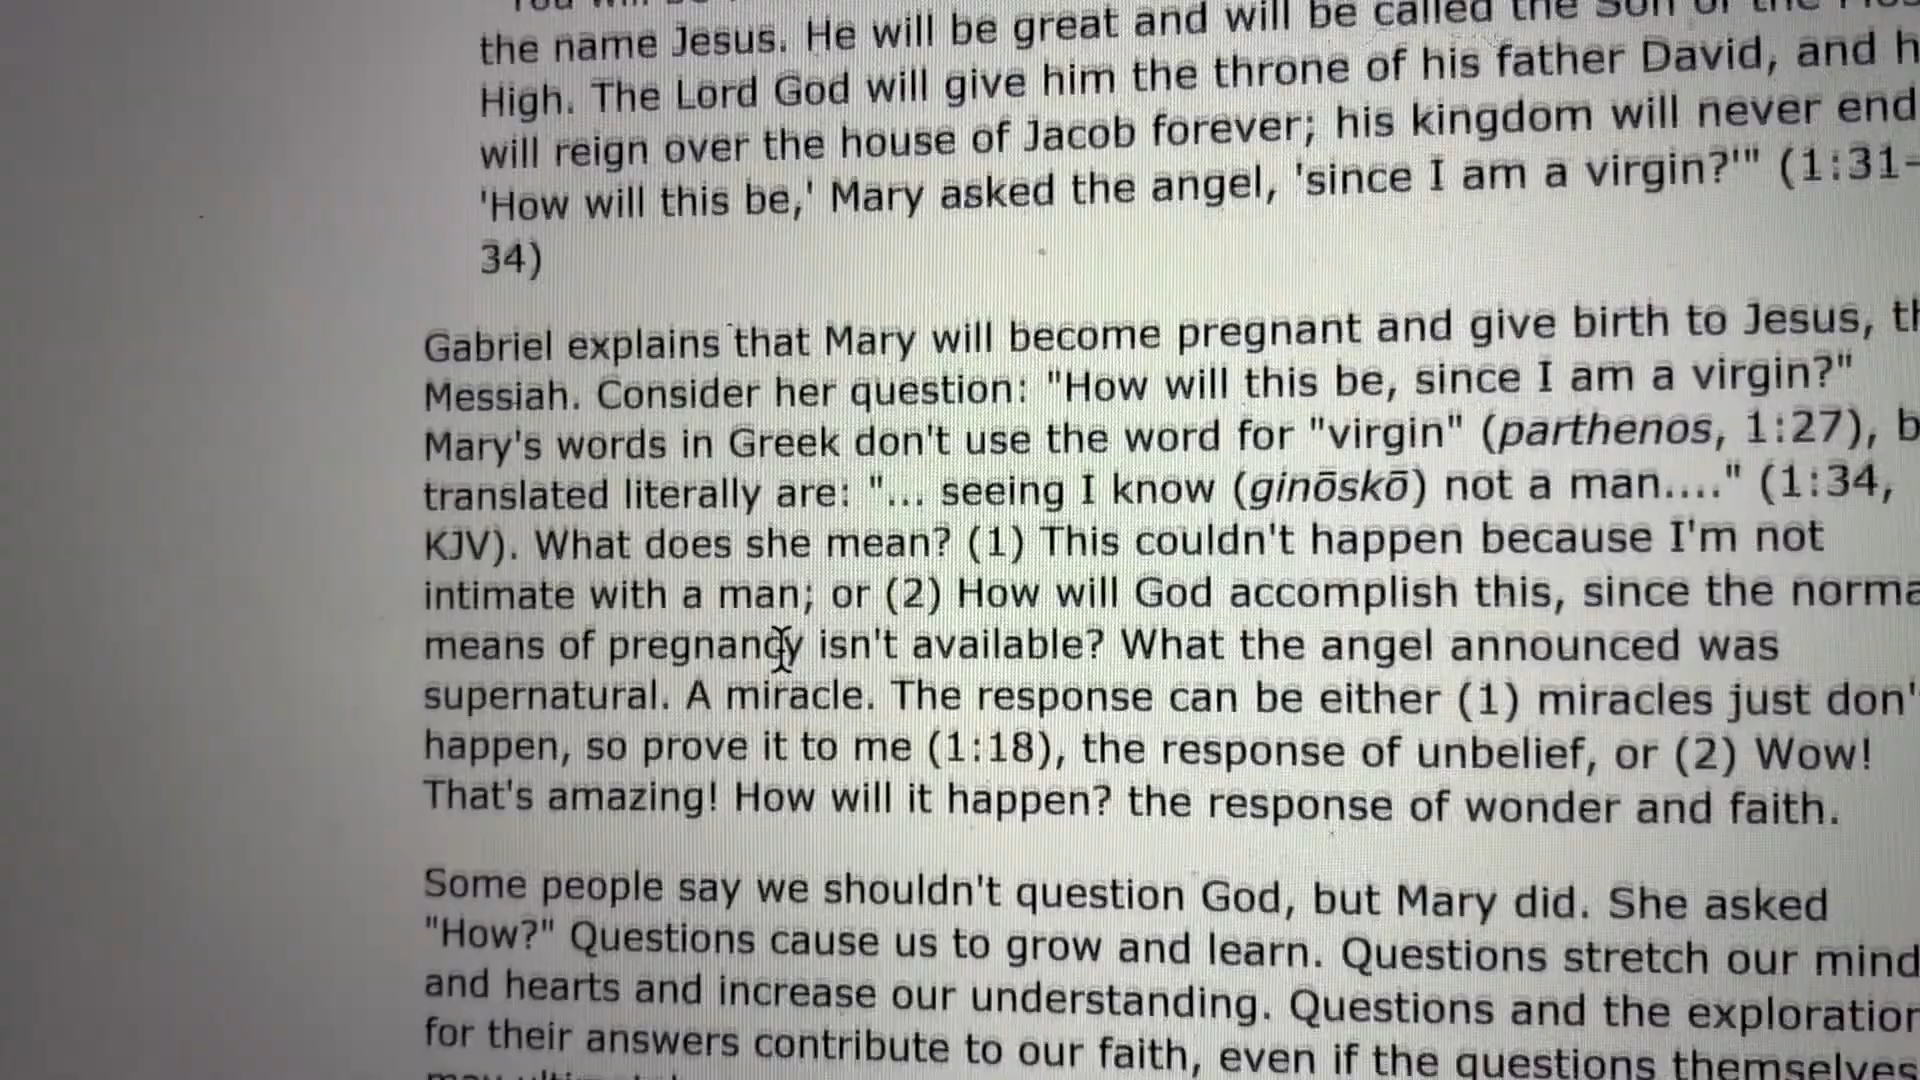 the name Jesus. He will be great and will be called the Son of the
High. The Lord God will give him the throne of his father David, and h
will reign over the house of Jacob forever; his kingdom will never end
'How will this be,' Mary asked the angel, 'since I am a virgin?'" (1:31-
34)
Gabriel explains that Mary will become pregnant and give birth to Jesus, th
Messiah. Consider her question: "How will this be, since I am a virgin?"
Mary's words in Greek don't use the word for "virgin" (parthenos, 1:27), b
translated literally are: "... seeing I know (ginōskō) not a man...." (1:34,
KJV). What does she mean? (1) This couldn't happen because I'm not
intimate with a man; or (2) How will God accomplish this, since the norma
means of pregnancy isn't available? What the angel announced was
supernatural. A miracle. The response can be either (1) miracles just don'
happen, so prove it to me (1:18), the response of unbelief, or (2) Wow!
That's amazing! How will it happen? the response of wonder and faith.
Some people say we shouldn't question God, but Mary did. She asked
"How?" Questions cause us to grow and learn. Questions stretch our mind
and hearts and increase our understanding. Questions and the exploration
for their answers contribute to our faith, even if the questions themselves